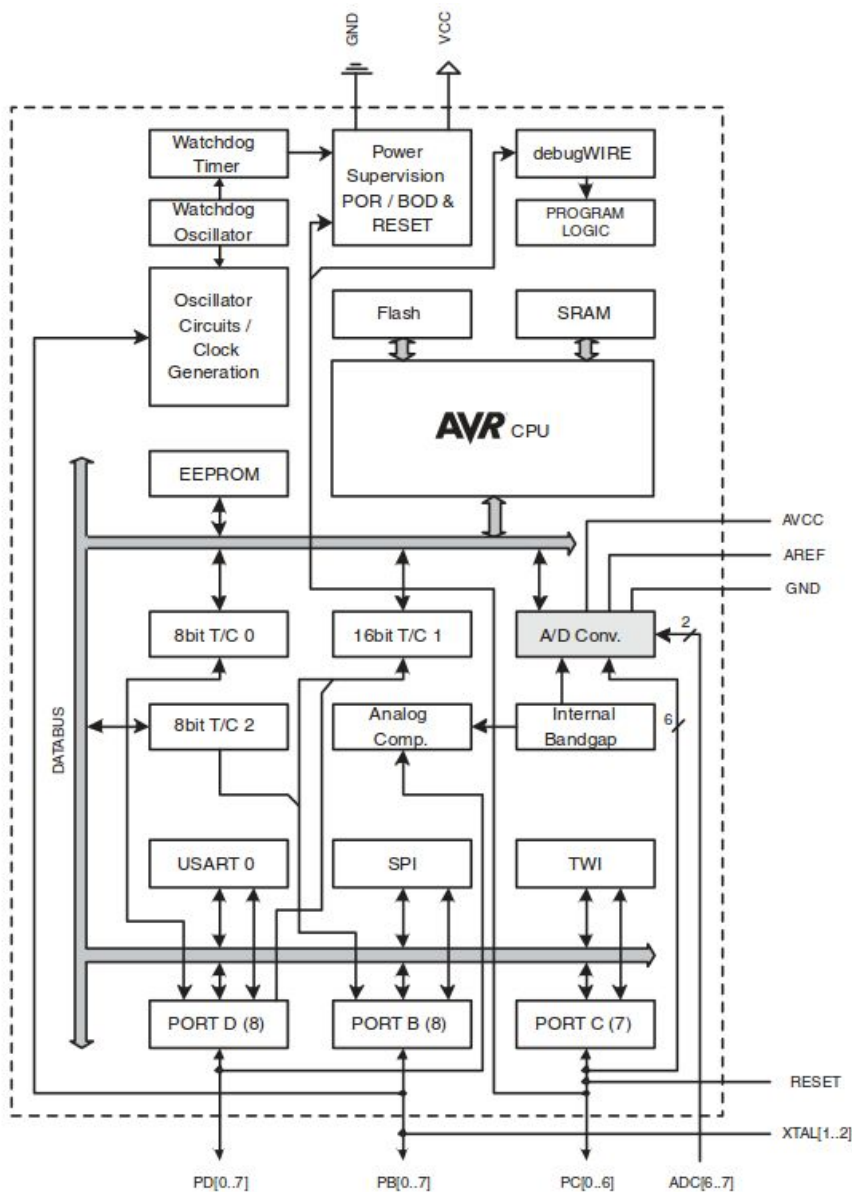 GND
VCC
Watchdog
Timer
Power
Supervision
POR / BOD &
RESET
debugWIRE
Watchdog
Oscillator
PROGRAM
LOGIC
Oscillator
Circuits /
Clock
Generation
Flash
SRAM
AVR CPU
EEPROM
AVCC
AREF
GND
8bit T/C 0
16bit T/C 1
A/D Conv.
2
DATABUS
8bit T/C 2
Analog
Comp.
Internal
Bandgap
6
USART 0
SPI
TWI
PORT D (8)
PORT B (8)
PORT C (7)
RESET
XTAL[1..2]
PD[0..7]
PB[0..7]
PC[0..6]
ADC[6..7]